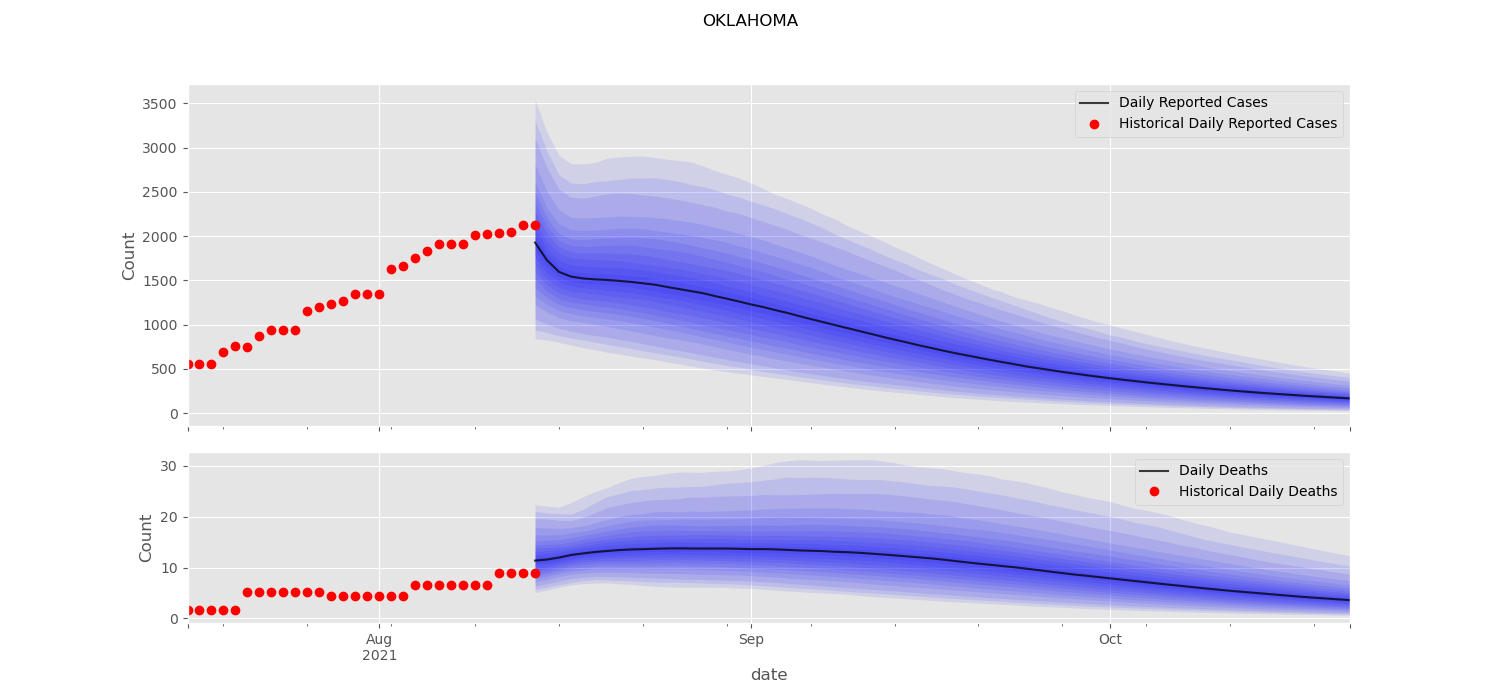 OKLAHOMA
3500
3000
2500
2000
1500
1000
500
0
Count
Daily Reported Cases
Historical Daily Reported Cases
30
20
10
0
Count
Daily Deaths
Historical Daily Deaths
Aug
2021
Sep
Oct
date